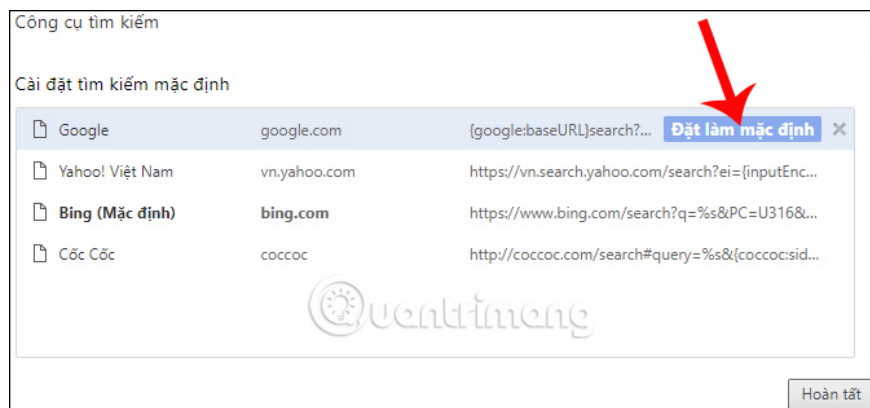 Công cụ tìm kiếm
Cài đặt tìm kiếm mặc định
Google google.com {google:baseURL}search?... Đặt làm mặc định ×
Yahoo! Việt Nam vn.yahoo.com https://vn.search.yahoo.com/search?ei={inputEnc...
Bing (Mặc định) bing.com https://www.bing.com/search?q=%s&PC=U316&...
Cốc Cốc coccoc http://coccoc.com/search#query=%s&{coccoc:sid...
Quantrimang
Hoàn tất